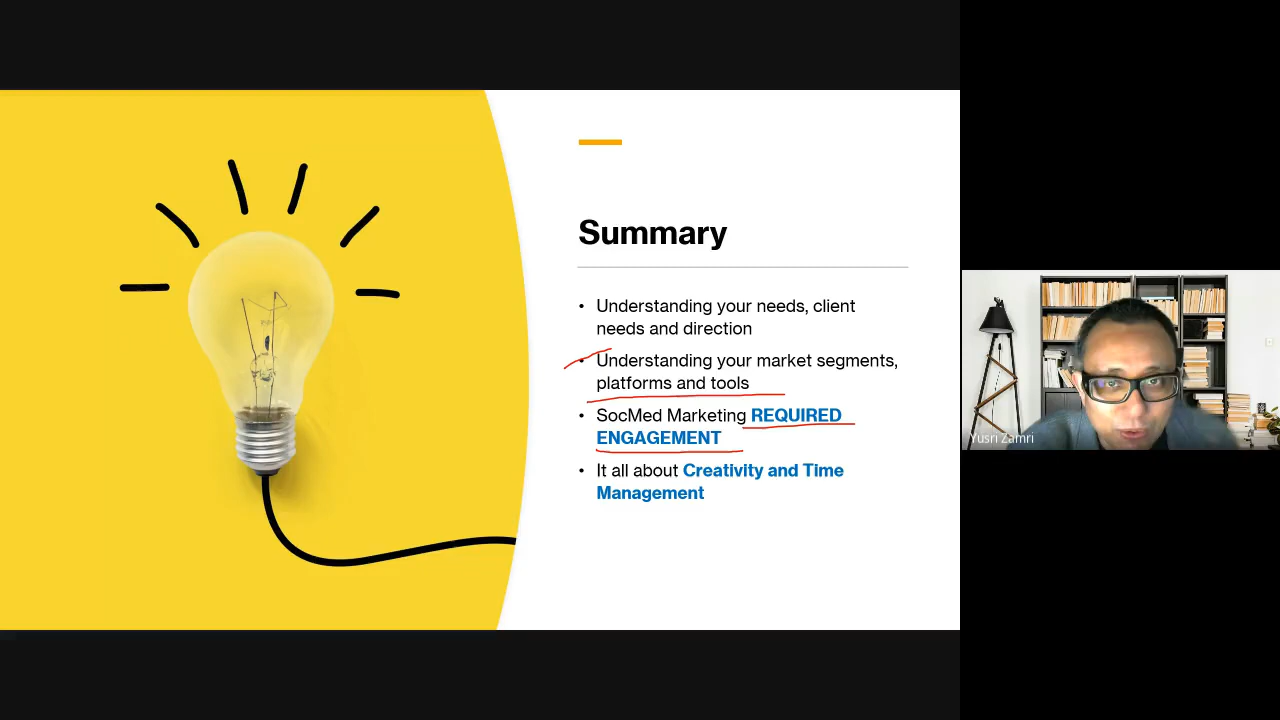 Summary
• Understanding your needs, client
needs and direction
• Understanding your market segments,
platforms and tools
• SocMed Marketing REQUIRED
ENGAGEMENT
• It all about Creativity and Time
Management
Yusri Zamri